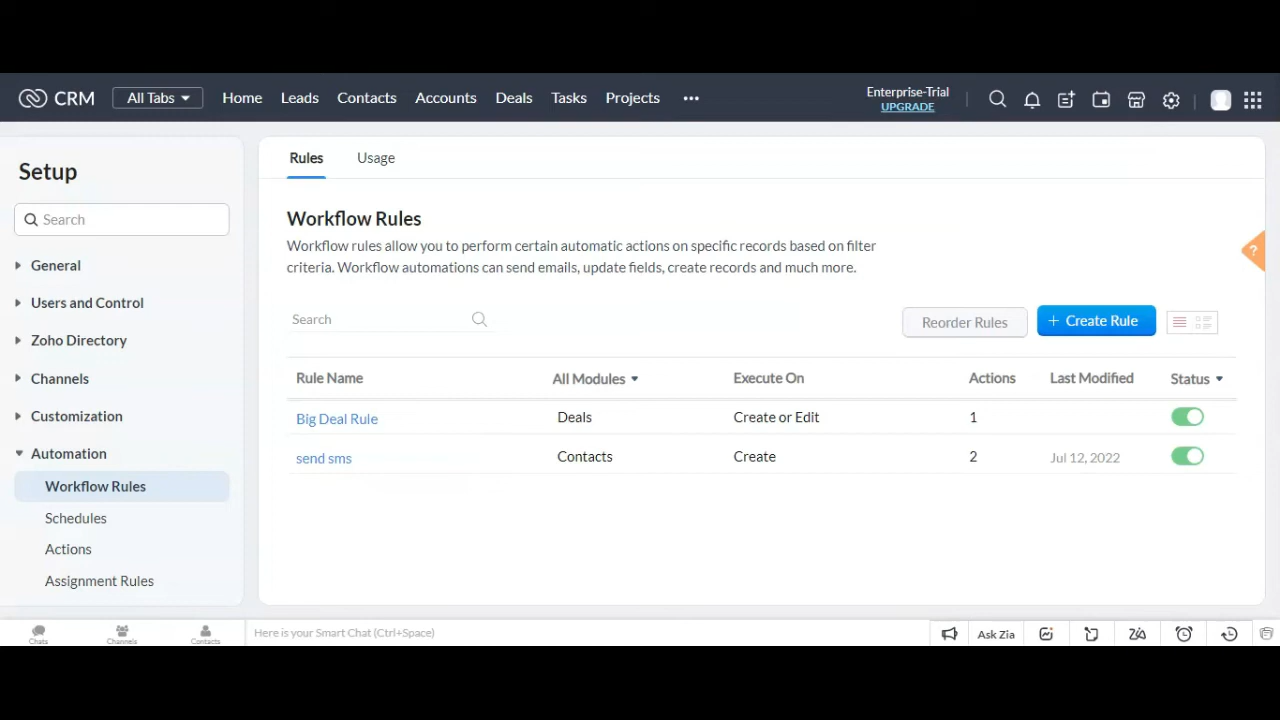 CRM All Tabs Home Leads Contacts Accounts Deals Tasks Projects ••• Enterprise-Trial
UPGRADE
Setup
Search
General
Users and Control
Zoho Directory
Channels
Customization
Automation
Workflow Rules
Schedules
Actions
Assignment Rules
Rules Usage
Workflow Rules
Workflow rules allow you to perform certain automatic actions on specific records based on filter
criteria. Workflow automations can send emails, update fields, create records and much more.
Search Reorder Rules + Create Rule
?
Rule Name All Modules Execute On Actions Last Modified Status
Big Deal Rule Deals Create or Edit 1
send sms Contacts Create 2 Jul 12, 2022
Chats Channels Contacts Here is your Smart Chat (Ctrl+Space) Ask Zia